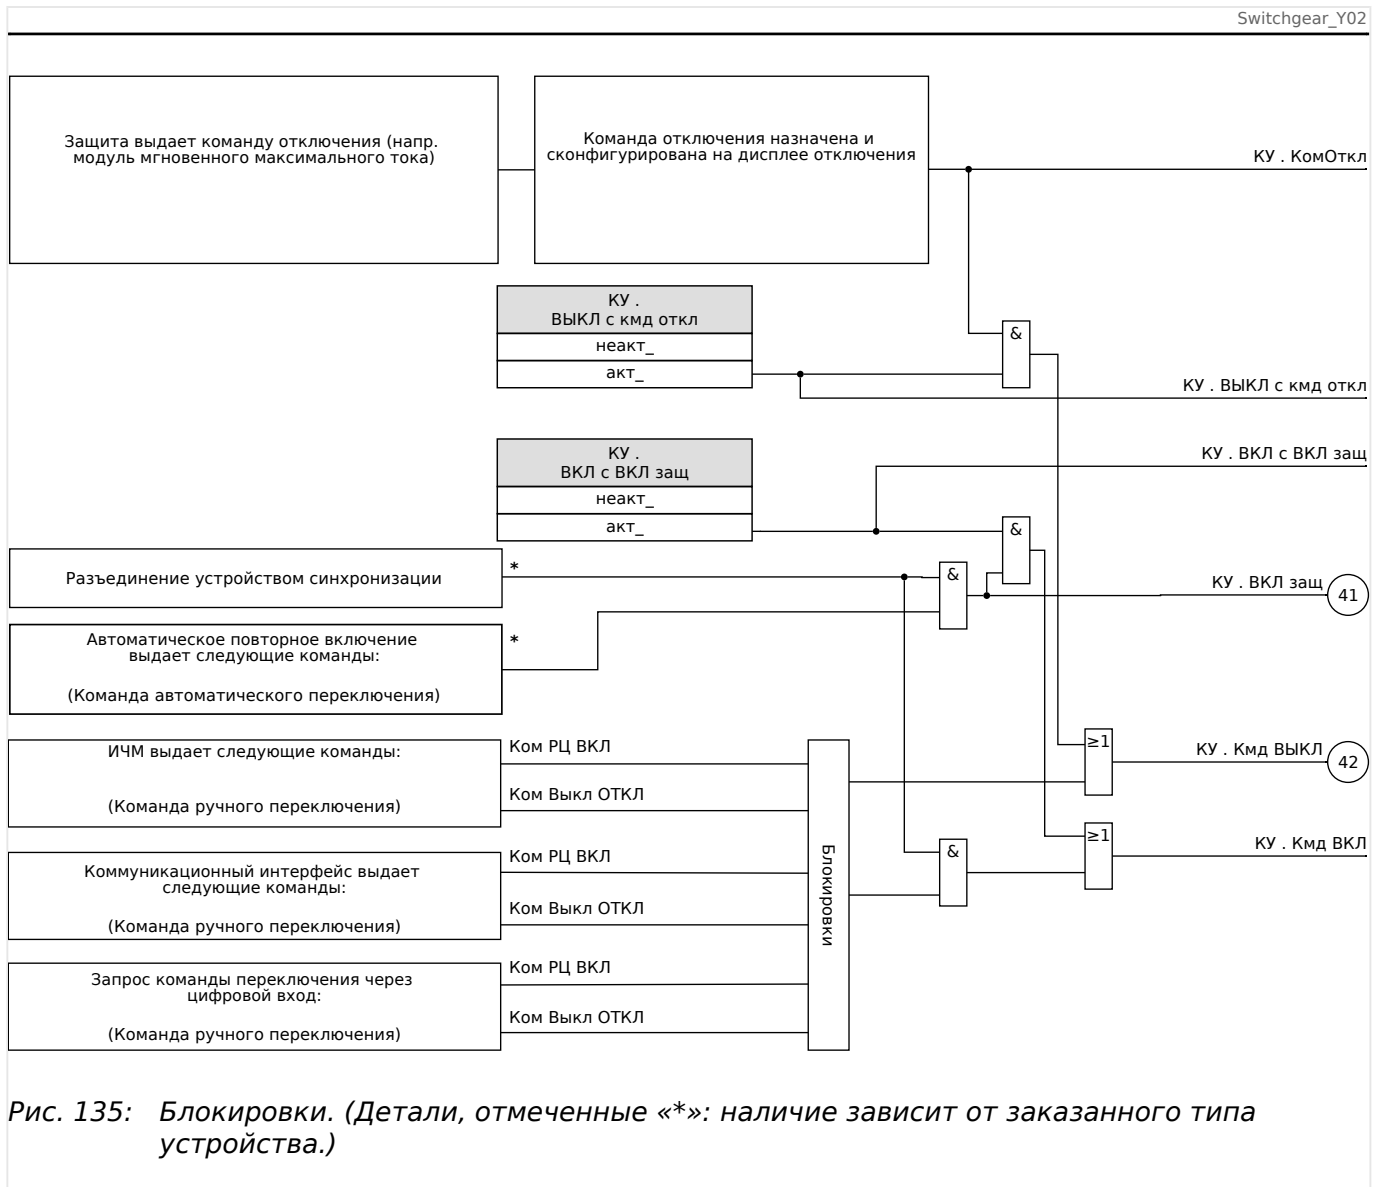 Switchgear_Y02
Защита выдает команду отключения (напр.
модуль мгновенного максимального тока)
Команда отключения назначена и
сконфигурирована на дисплее отключения
КУ . КомОткл
КУ .
ВЫКЛ с кмд откл
неакт_
акт_
&
КУ . ВЫКЛ с кмд откл
КУ .
ВКЛ с ВКЛ защ
неакт_
акт_
КУ . ВКЛ с ВКЛ защ
&
Разъединение устройством синхронизации
*
&
КУ . ВКЛ защ
41
Автоматическое повторное включение
выдает следующие команды:
(Команда автоматического переключения)
*
ИЧМ выдает следующие команды:
(Команда ручного переключения)
Ком РЦ ВКЛ
Ком Выкл ОТКЛ
≥1
КУ . Кмд ВЫКЛ
42
Коммуникационный интерфейс выдает
следующие команды:
(Команда ручного переключения)
Ком РЦ ВКЛ
Ком Выкл ОТКЛ
Блокировки
&
≥1
КУ . Кмд ВКЛ
Запрос команды переключения через
цифровой вход:
(Команда ручного переключения)
Ком РЦ ВКЛ
Ком Выкл ОТКЛ
Рис. 135: Блокировки. (Детали, отмеченные «*»: наличие зависит от заказанного типа
устройства.)